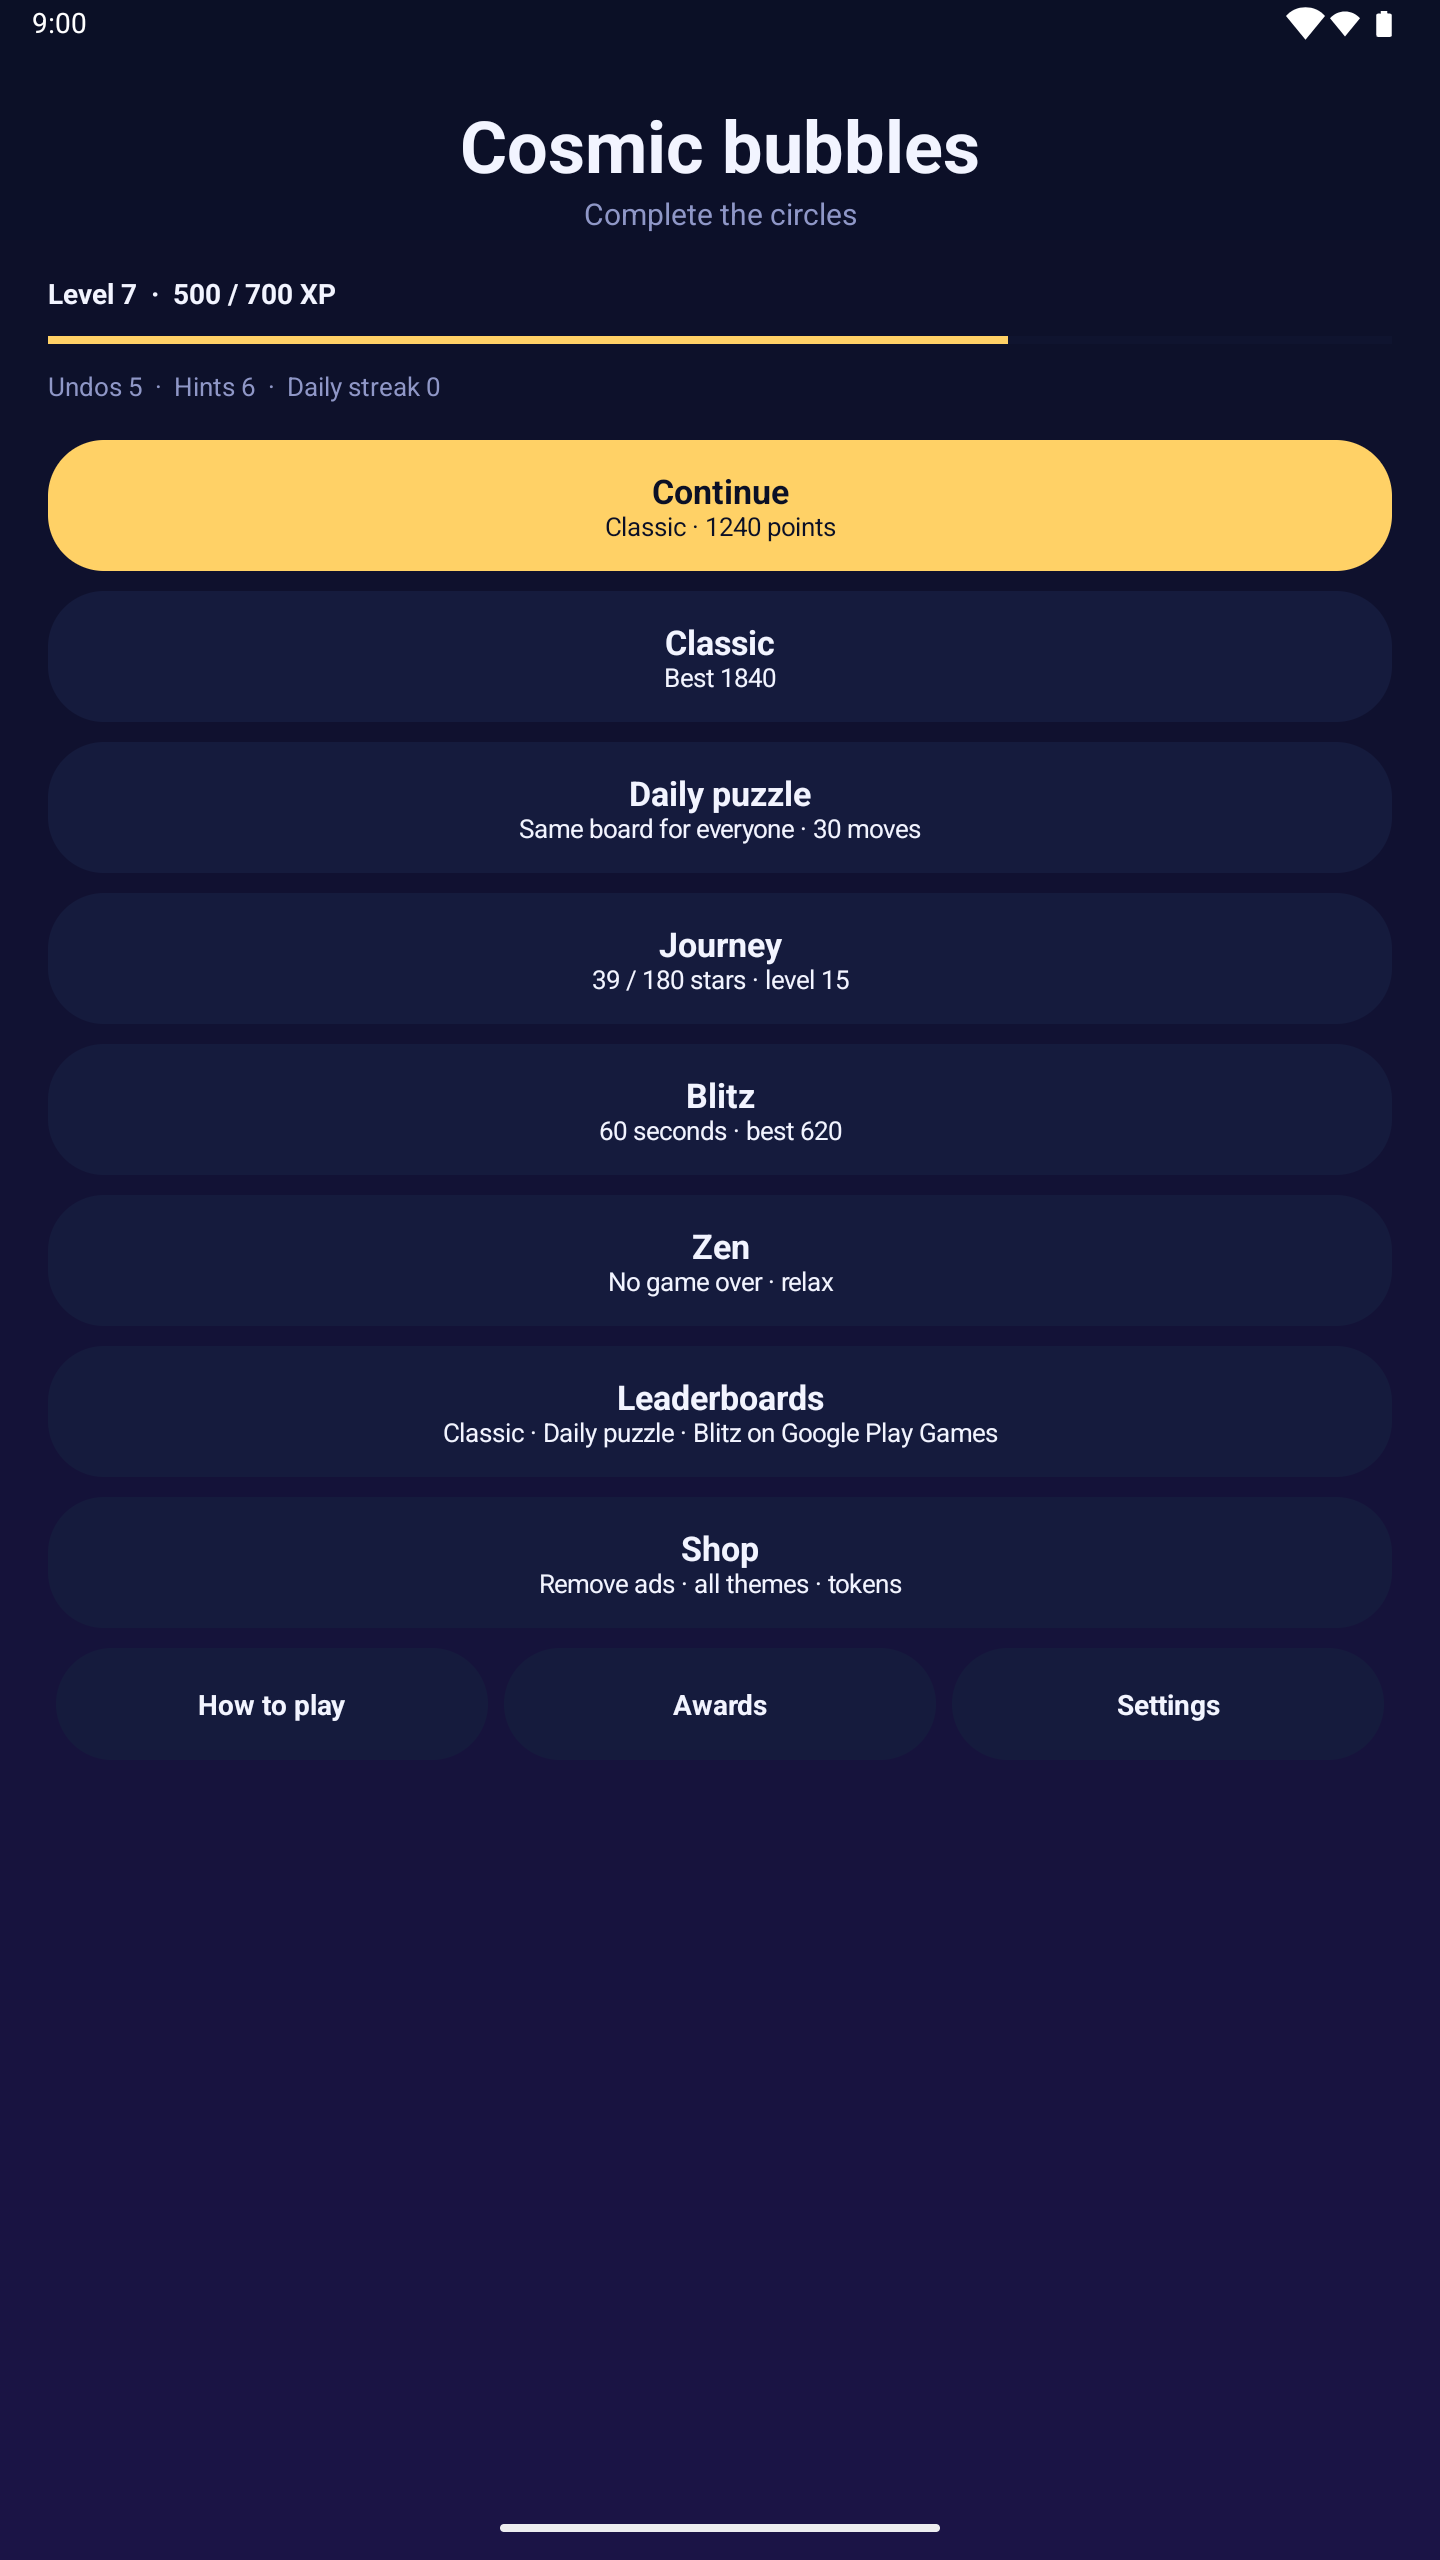 9:00
Cosmic bubbles
Complete the circles
Level 7 · 500 / 700 XP
Undos 5 · Hints 6 · Daily streak 0
Continue
Classic · 1240 points
Classic
Best 1840
Daily puzzle
Same board for everyone · 30 moves
Journey
39 / 180 stars · level 15
Blitz
60 seconds · best 620
Zen
No game over · relax
Leaderboards
Classic · Daily puzzle · Blitz on Google Play Games
Shop
Remove ads · all themes · tokens
How to play Awards Settings